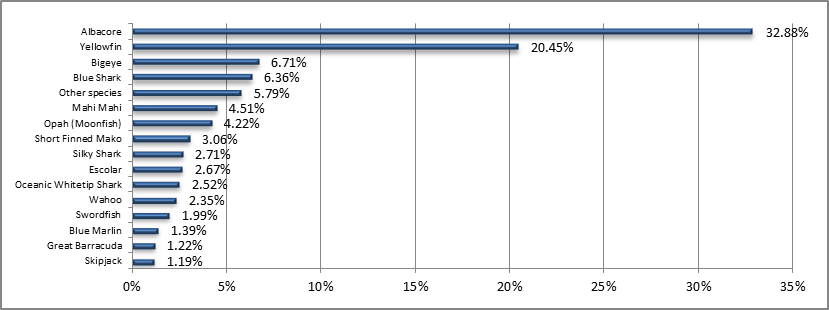 Albacore 32.88%
Yellowfin 20.45%
Bigeye 6.71%
Blue Shark 6.36%
Other species 5.79%
Mahi Mahi 4.51%
Opah (Moonfish) 4.22%
Short Finned Mako 3.06%
Silky Shark 2.71%
Escolar 2.67%
Oceanic Whitetip Shark 2.52%
Wahoo 2.35%
Swordfish 1.99%
Blue Marlin 1.39%
Great Barracuda 1.22%
Skipjack 1.19%
0% 5% 10% 15% 20% 25% 30% 35%